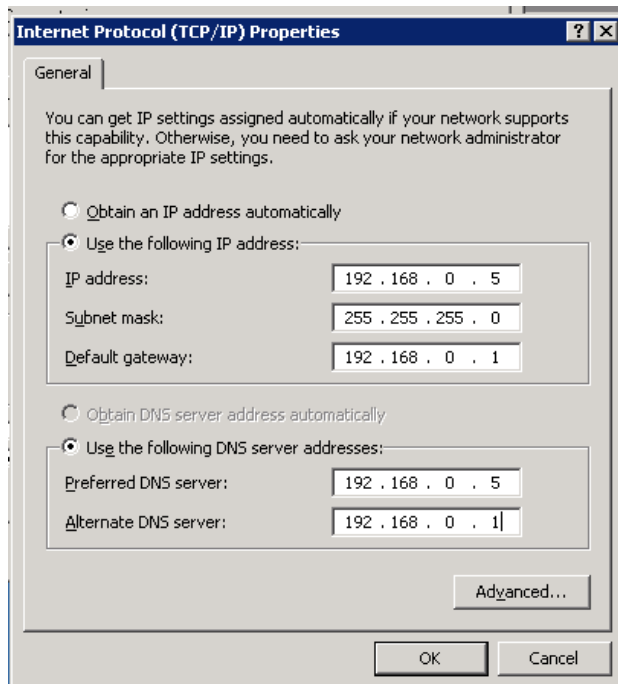 Internet Protocol (TCP/IP) Properties
General
You can get IP settings assigned automatically if your network supports
this capability. Otherwise, you need to ask your network administrator
for the appropriate IP settings.
Obtain an IP address automatically
Use the following IP address:
IP address: 192 . 168 . 0 . 5
Subnet mask: 255 . 255 . 255 . 0
Default gateway: 192 . 168 . 0 . 1
Obtain DNS server address automatically
Use the following DNS server addresses:
Preferred DNS server: 192 . 168 . 0 . 5
Alternate DNS server: 192 . 168 . 0 . 1
Advanced...
OK Cancel